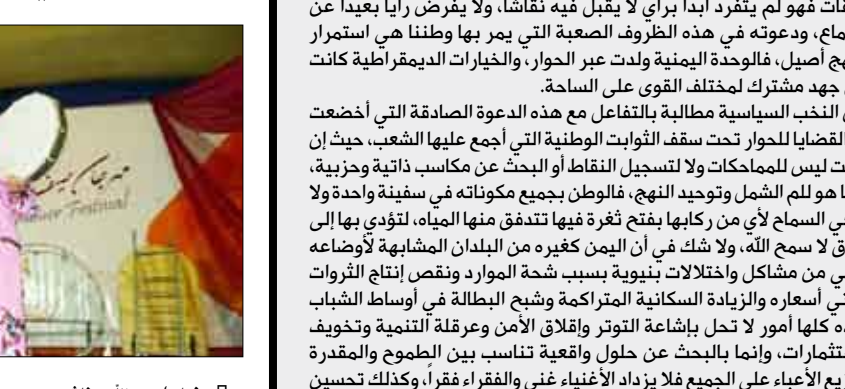 فهو لم يتفرد أبداً برأي لا يقبل فيه نقاشاً، ولا يفرض رأياً بعيداً عن
ودعوته في هذه الظروف الصعبة التي يمر بها وطننا هي استمرار
أصيل، فالوحدة اليمنية ولدت عبر الحوار، والخيارات الديمقراطية كانت
جهد مشترك لمختلف القوى على الساحة.
النخب السياسية مطالبة بالتفاعل مع هذه الدعوة الصادقة التي أخضعت
القضايا للحوار تحت سقف الثوابت الوطنية التي أجمع عليها الشعب، حيث إن
ليس للمماحكات ولا لتسجيل النقاط أو البحث عن مكاسب ذاتية وحزبية،
هو للم الشمل وتوحيد النهج، فالوطن بجميع مكوناته في سفينة واحدة ولا
السماح لأي من ركابها بفتح ثغرة فيها تتدفق منها المياه، لتؤدي بها إلى
لا سمح الله، ولا شك في أن اليمن كغيره من البلدان المشابهة لأوضاعه
من مشاكل واختلالات بنيوية بسبب شحة الموارد ونقص إنتاج الثروات
أسعاره والزيادة السكانية المتراكمة وشبح البطالة في أوساط الشباب
كلها أمور لا تحل بإشاعة التوتر وإقلاق الأمن وعرقلة التنمية وتخويف
وإنما بالبحث عن حلول واقعية تناسب بين الطموح والمقدرة
الأعباء على الجميع فلا يزداد الأغنياء غنى والفقراء فقراً، وكذلك تحسين
مهرجان صيف
Festival